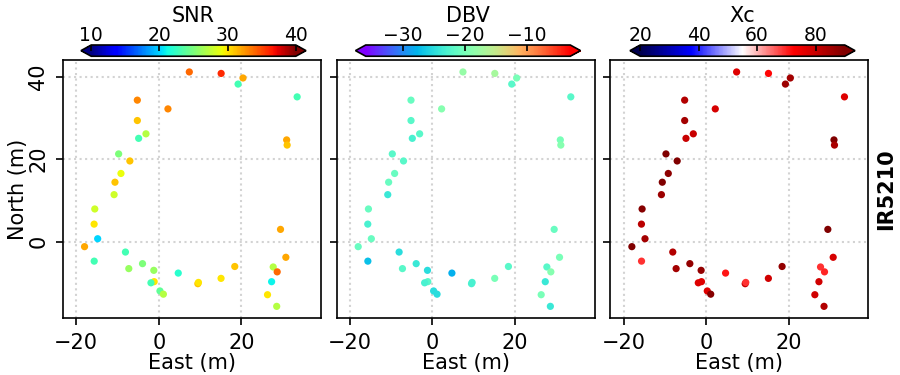 SNR DBV Xc
10 20 30 40 −30 −20 −10 20 40 60 80
40
20
0
North (m)
IR5210
−20 0 20 −20 0 20 −20 0 20
East (m) East (m) East (m)